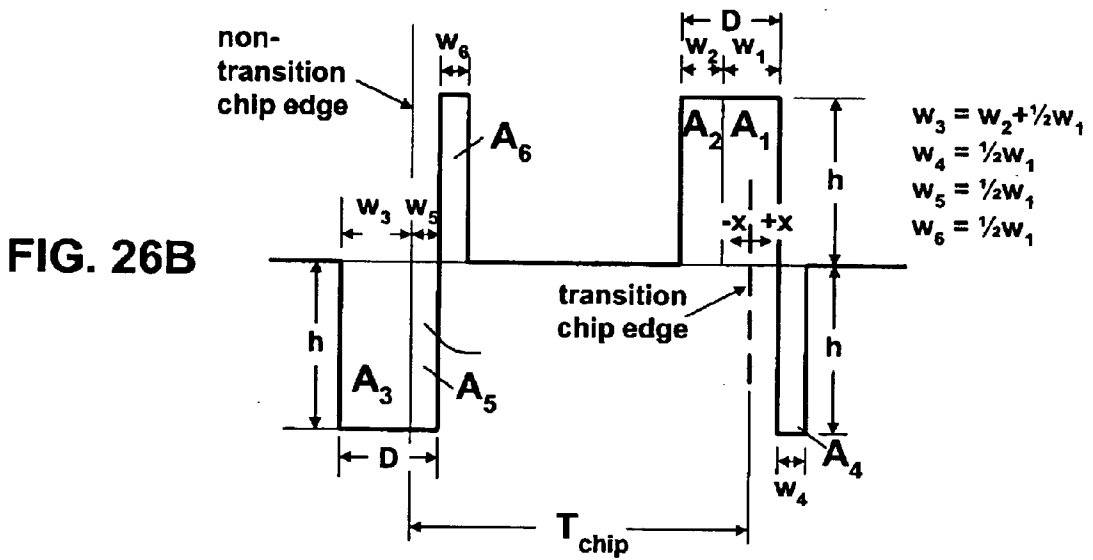 non-
transition
chip edge
w₆
D
w₂ w₁
A₆
A₂ A₁
h
w₃ = w₂+½w₁
w₄ = ½w₁
w₅ = ½w₁
w₆ = ½w₁
w₃ w₅
-x +x
FIG. 26B
transition
chip edge
h
h
A₃
A₅
A₄
D
w₄
Tchip